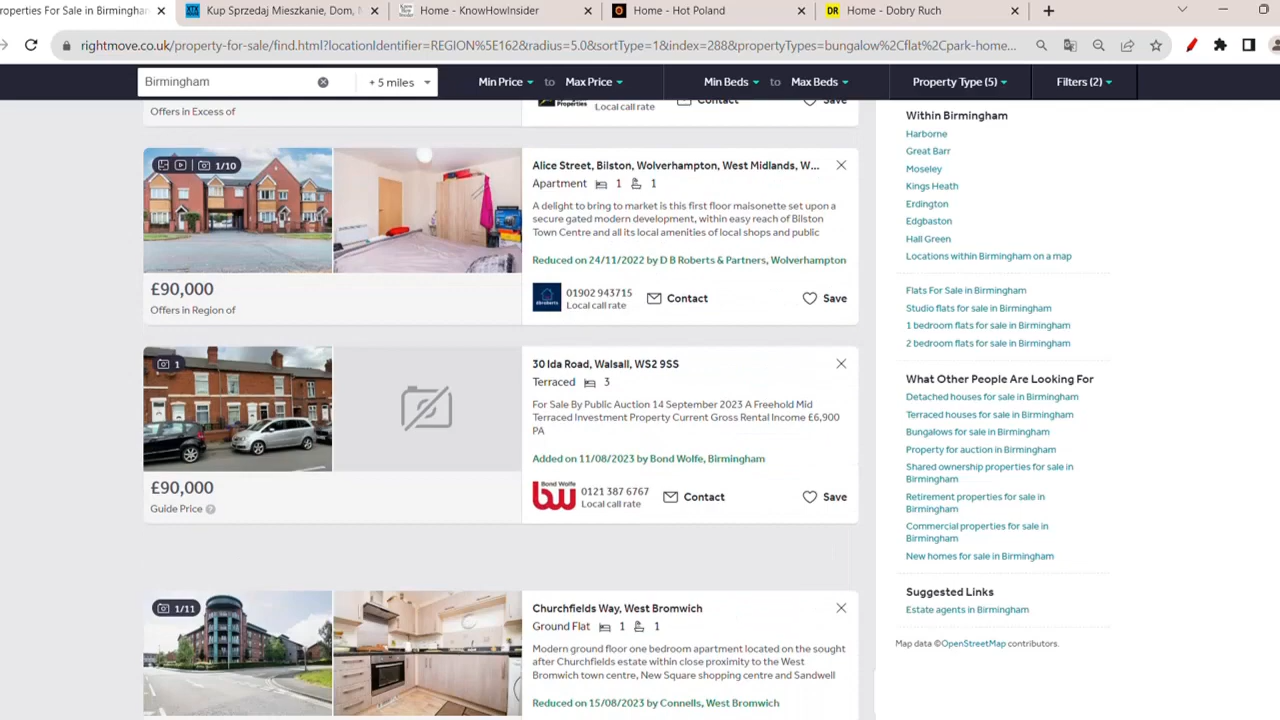 roperties For Sale in Birminghan
Kup Sprzedaj Mieszkanie, Dom,
Home - KnowHowInsider
Home - Hot Poland
DR Home - Dobry Ruch
rightmove.co.uk/property-for-sale/find.html?locationIdentifier=REGION%5E162&radius=5.0&sortType=1&index=288&propertyTypes=bungalow%2Cflat%2Cpark-home...
Birmingham
+ 5 miles
Min Price to Max Price
Min Beds to Max Beds
Property Type (5)
Filters (2)
Offers in Excess of
Properties
Local call rate
Contact
Save
1/10
£90,000
Offers in Region of
Alice Street, Bilston, Wolverhampton, West Midlands, W...
Apartment 1 1
A delight to bring to market is this first floor maisonette set upon a
secure gated modern development, within easy reach of Bilston
Town Centre and all its local amenities of local shops and public
Reduced on 24/11/2022 by D B Roberts & Partners, Wolverhampton
dbroberts
01902 943715
Local call rate
Contact
Save
1
£90,000
Guide Price
30 Ida Road, Walsall, WS2 9SS
Terraced 3
For Sale By Public Auction 14 September 2023 A Freehold Mid
Terraced Investment Property Current Gross Rental Income £6,900
PA
Added on 11/08/2023 by Bond Wolfe, Birmingham
Bond Wolfe
bw
0121 387 6767
Local call rate
Contact
Save
1/11
Churchfields Way, West Bromwich
Ground Flat 1 1
Modern ground floor one bedroom apartment located on the sought
after Churchfields estate within close proximity to the West
Bromwich town centre, New Square shopping centre and Sandwell
Reduced on 15/08/2023 by Connells, West Bromwich
Within Birmingham
Harborne
Great Barr
Moseley
Kings Heath
Erdington
Edgbaston
Hall Green
Locations within Birmingham on a map
Flats For Sale in Birmingham
Studio flats for sale in Birmingham
1 bedroom flats for sale in Birmingham
2 bedroom flats for sale in Birmingham
What Other People Are Looking For
Detached houses for sale in Birmingham
Terraced houses for sale in Birmingham
Bungalows for sale in Birmingham
Property for auction in Birmingham
Shared ownership properties for sale in
Birmingham
Retirement properties for sale in
Birmingham
Commercial properties for sale in
Birmingham
New homes for sale in Birmingham
Suggested Links
Estate agents in Birmingham
Map data ©OpenStreetMap contributors.